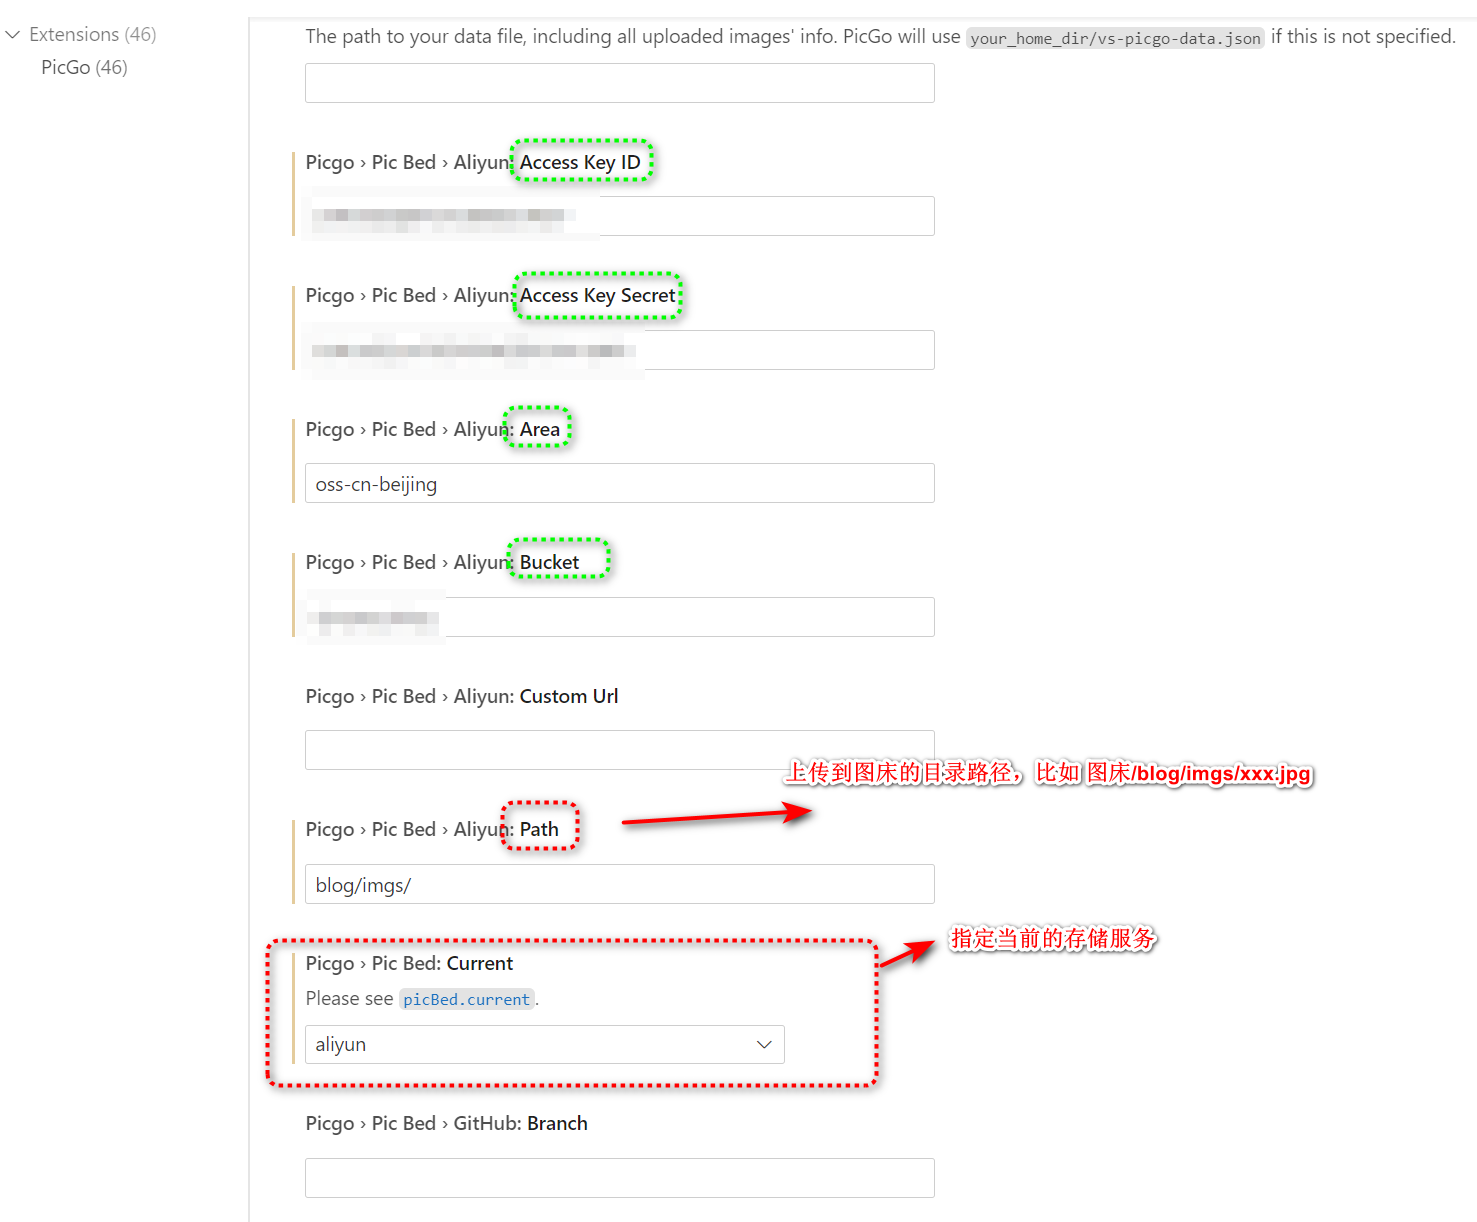 Extensions (46)
PicGo (46)
The path to your data file, including all uploaded images' info. PicGo will use your_home_dir/vs-picgo-data.json if this is not specified.
Picgo › Pic Bed › Aliyun: Access Key ID
Picgo › Pic Bed › Aliyun: Access Key Secret
Picgo › Pic Bed › Aliyun: Area
oss-cn-beijing
Picgo › Pic Bed › Aliyun: Bucket
Picgo › Pic Bed › Aliyun: Custom Url
上传到图床的目录路径，比如 图床/blog/imgs/xxx.jpg
Picgo › Pic Bed › Aliyun: Path
blog/imgs/
指定当前的存储服务
Picgo › Pic Bed: Current
Please see picBed.current.
aliyun
Picgo › Pic Bed › GitHub: Branch